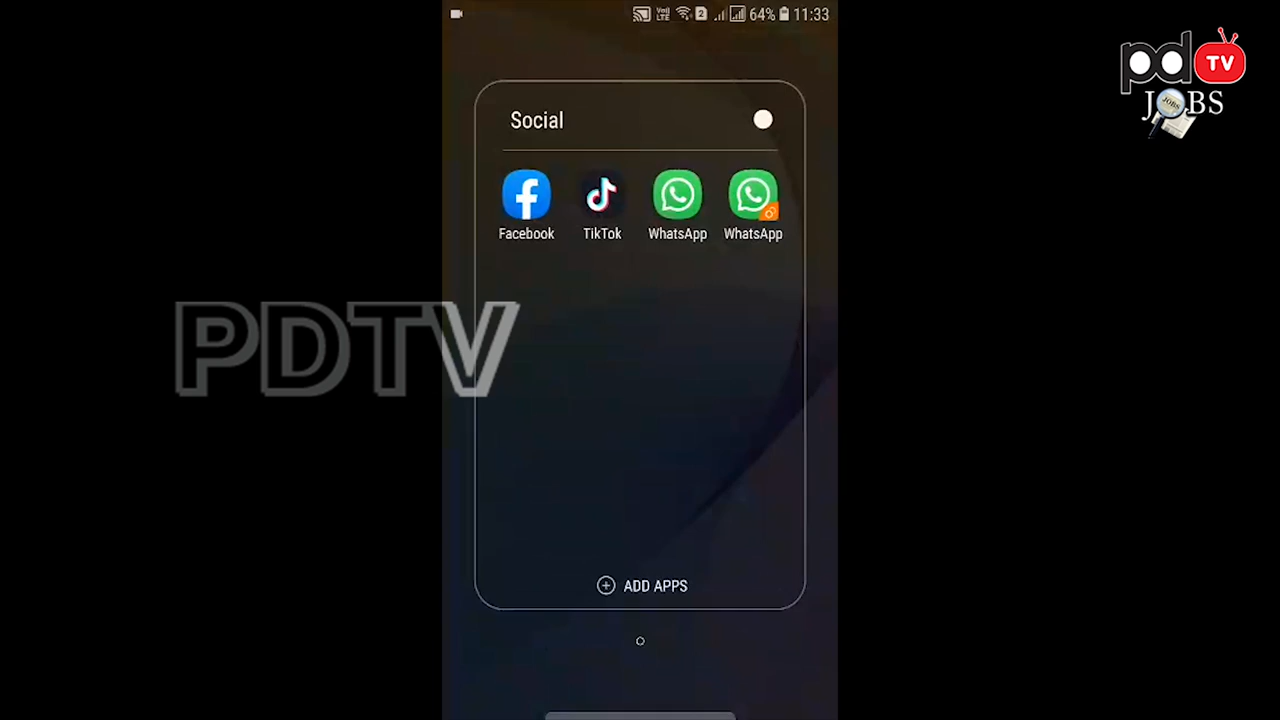 64% 11:33
pd TV
JOBS
Social
Facebook TikTok WhatsApp WhatsApp
PDTV
ADD APPS